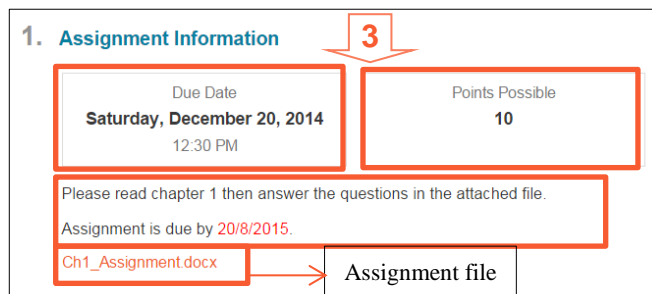 1. Assignment Information
3
Due Date
Saturday, December 20, 2014
12:30 PM
Points Possible
10
Please read chapter 1 then answer the questions in the attached file.
Assignment is due by 20/8/2015.
Ch1_Assignment.docx
Assignment file